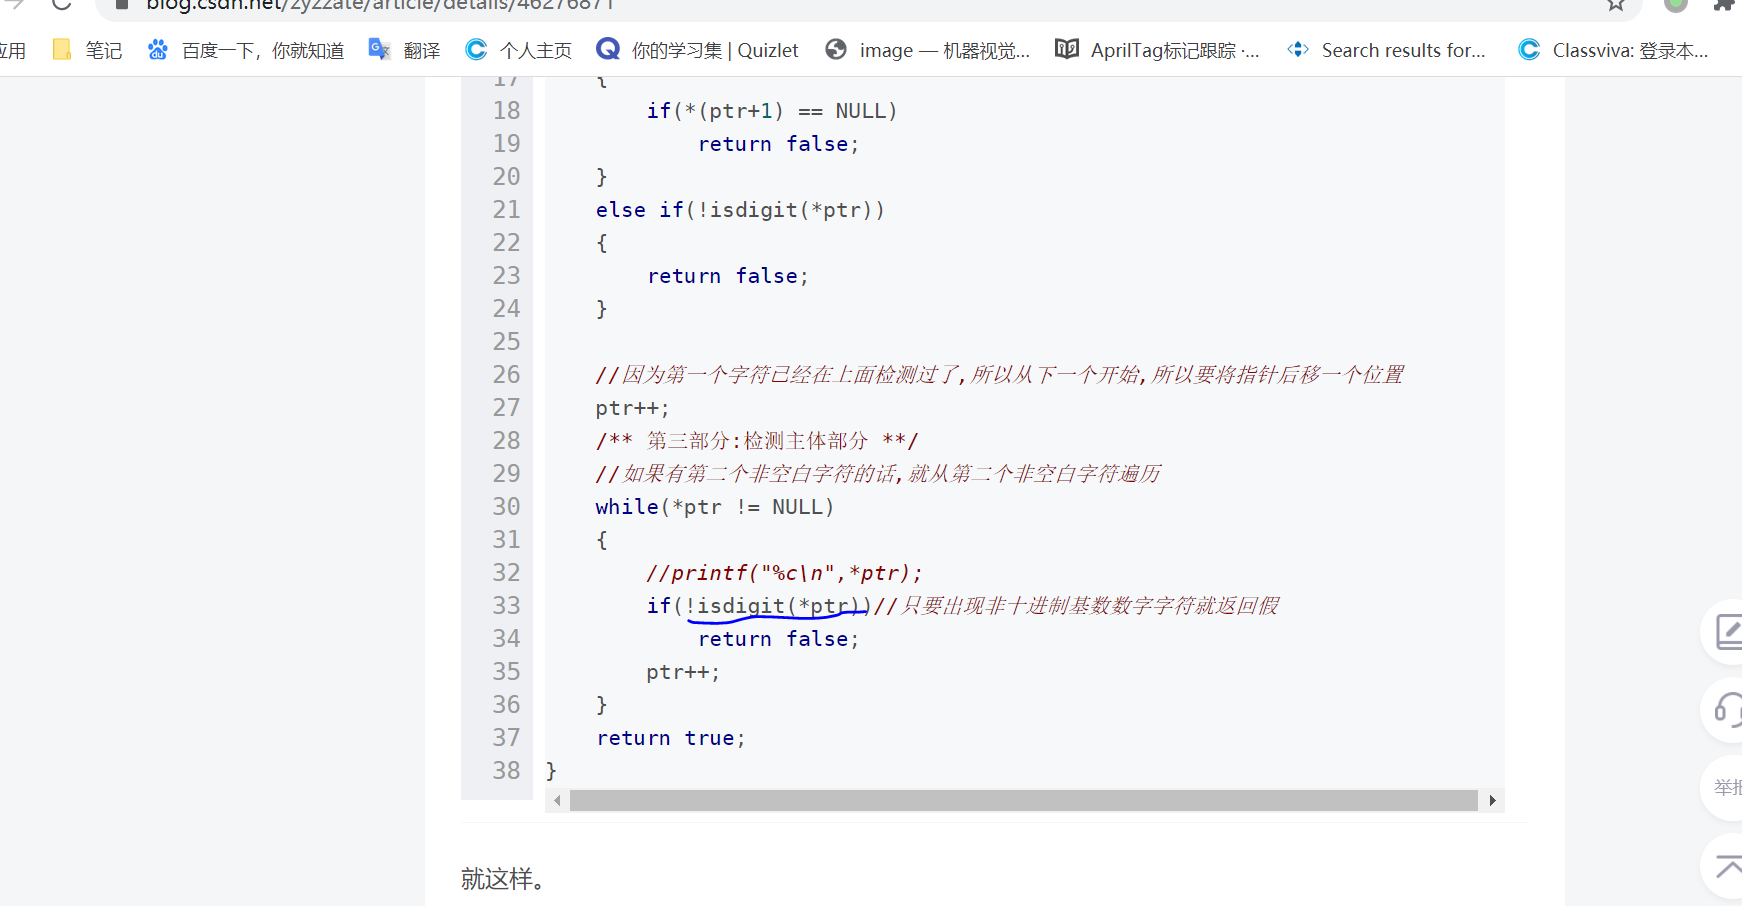 blog.csdn.net/zyzzate/article/details/46276871
应用 笔记 百度一下，你就知道 翻译 个人主页 你的学习集 | Quizlet image — 机器视觉... AprilTag标记跟踪 ·... Search results for... Classviva: 登录本...
17 {
18 if(*(ptr+1) == NULL)
19 return false;
20 }
21 else if(!isdigit(*ptr))
22 {
23 return false;
24 }
25
26 //因为第一个字符已经在上面检测过了,所以从下一个开始,所以要将指针后移一个位置
27 ptr++;
28 /** 第三部分:检测主体部分 **/
29 //如果有第二个非空白字符的话,就从第二个非空白字符遍历
30 while(*ptr != NULL)
31 {
32 //printf("%c\n",*ptr);
33 if(!isdigit(*ptr))//只要出现非十进制基数数字字符就返回假
34 return false;
35 ptr++;
36 }
37 return true;
38 }
举报
就这样。